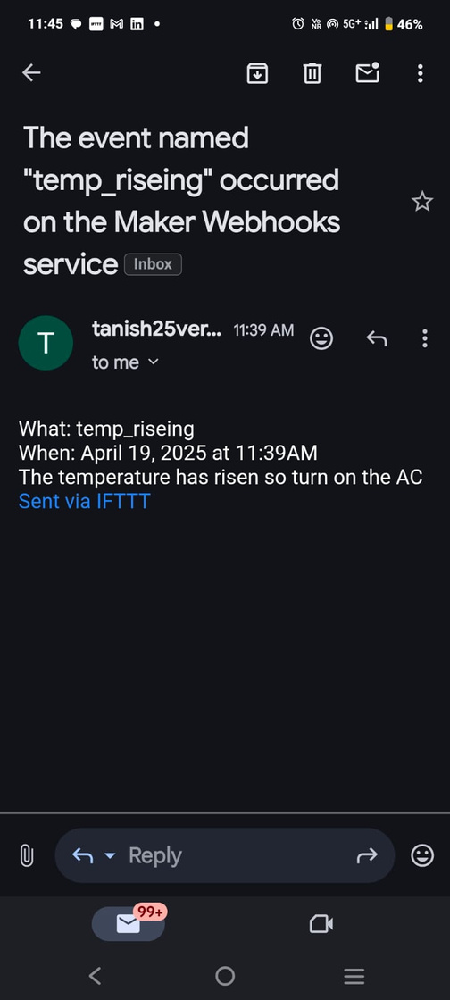 11:45 5G+ 46%
The event named
"temp_riseing" occurred
on the Maker Webhooks
service Inbox
T tanish25ver... 11:39 AM
to me
What: temp_riseing
When: April 19, 2025 at 11:39AM
The temperature has risen so turn on the AC
Sent via IFTTT
Reply
99+